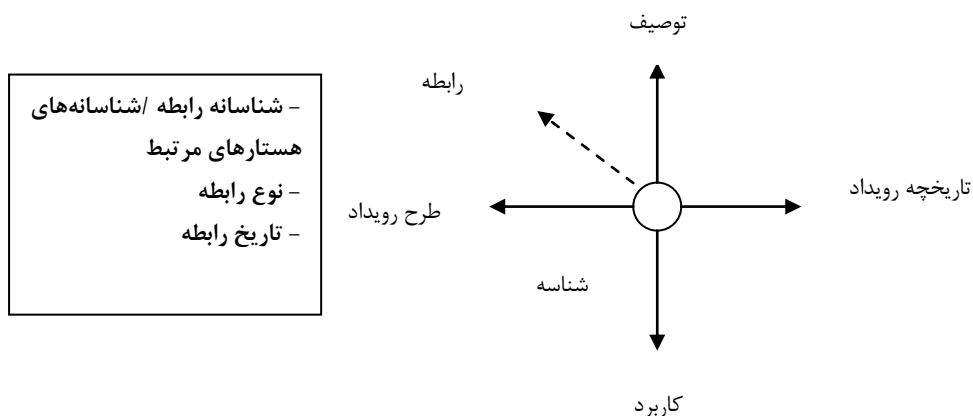 توصیف
رابطه
تاریخچه رویداد
طرح رویداد
شناسه
کاربرد
– شناسانه رابطه /شناسانه‌های
هستارهای مرتبط
– نوع رابطه
– تاریخ رابطه